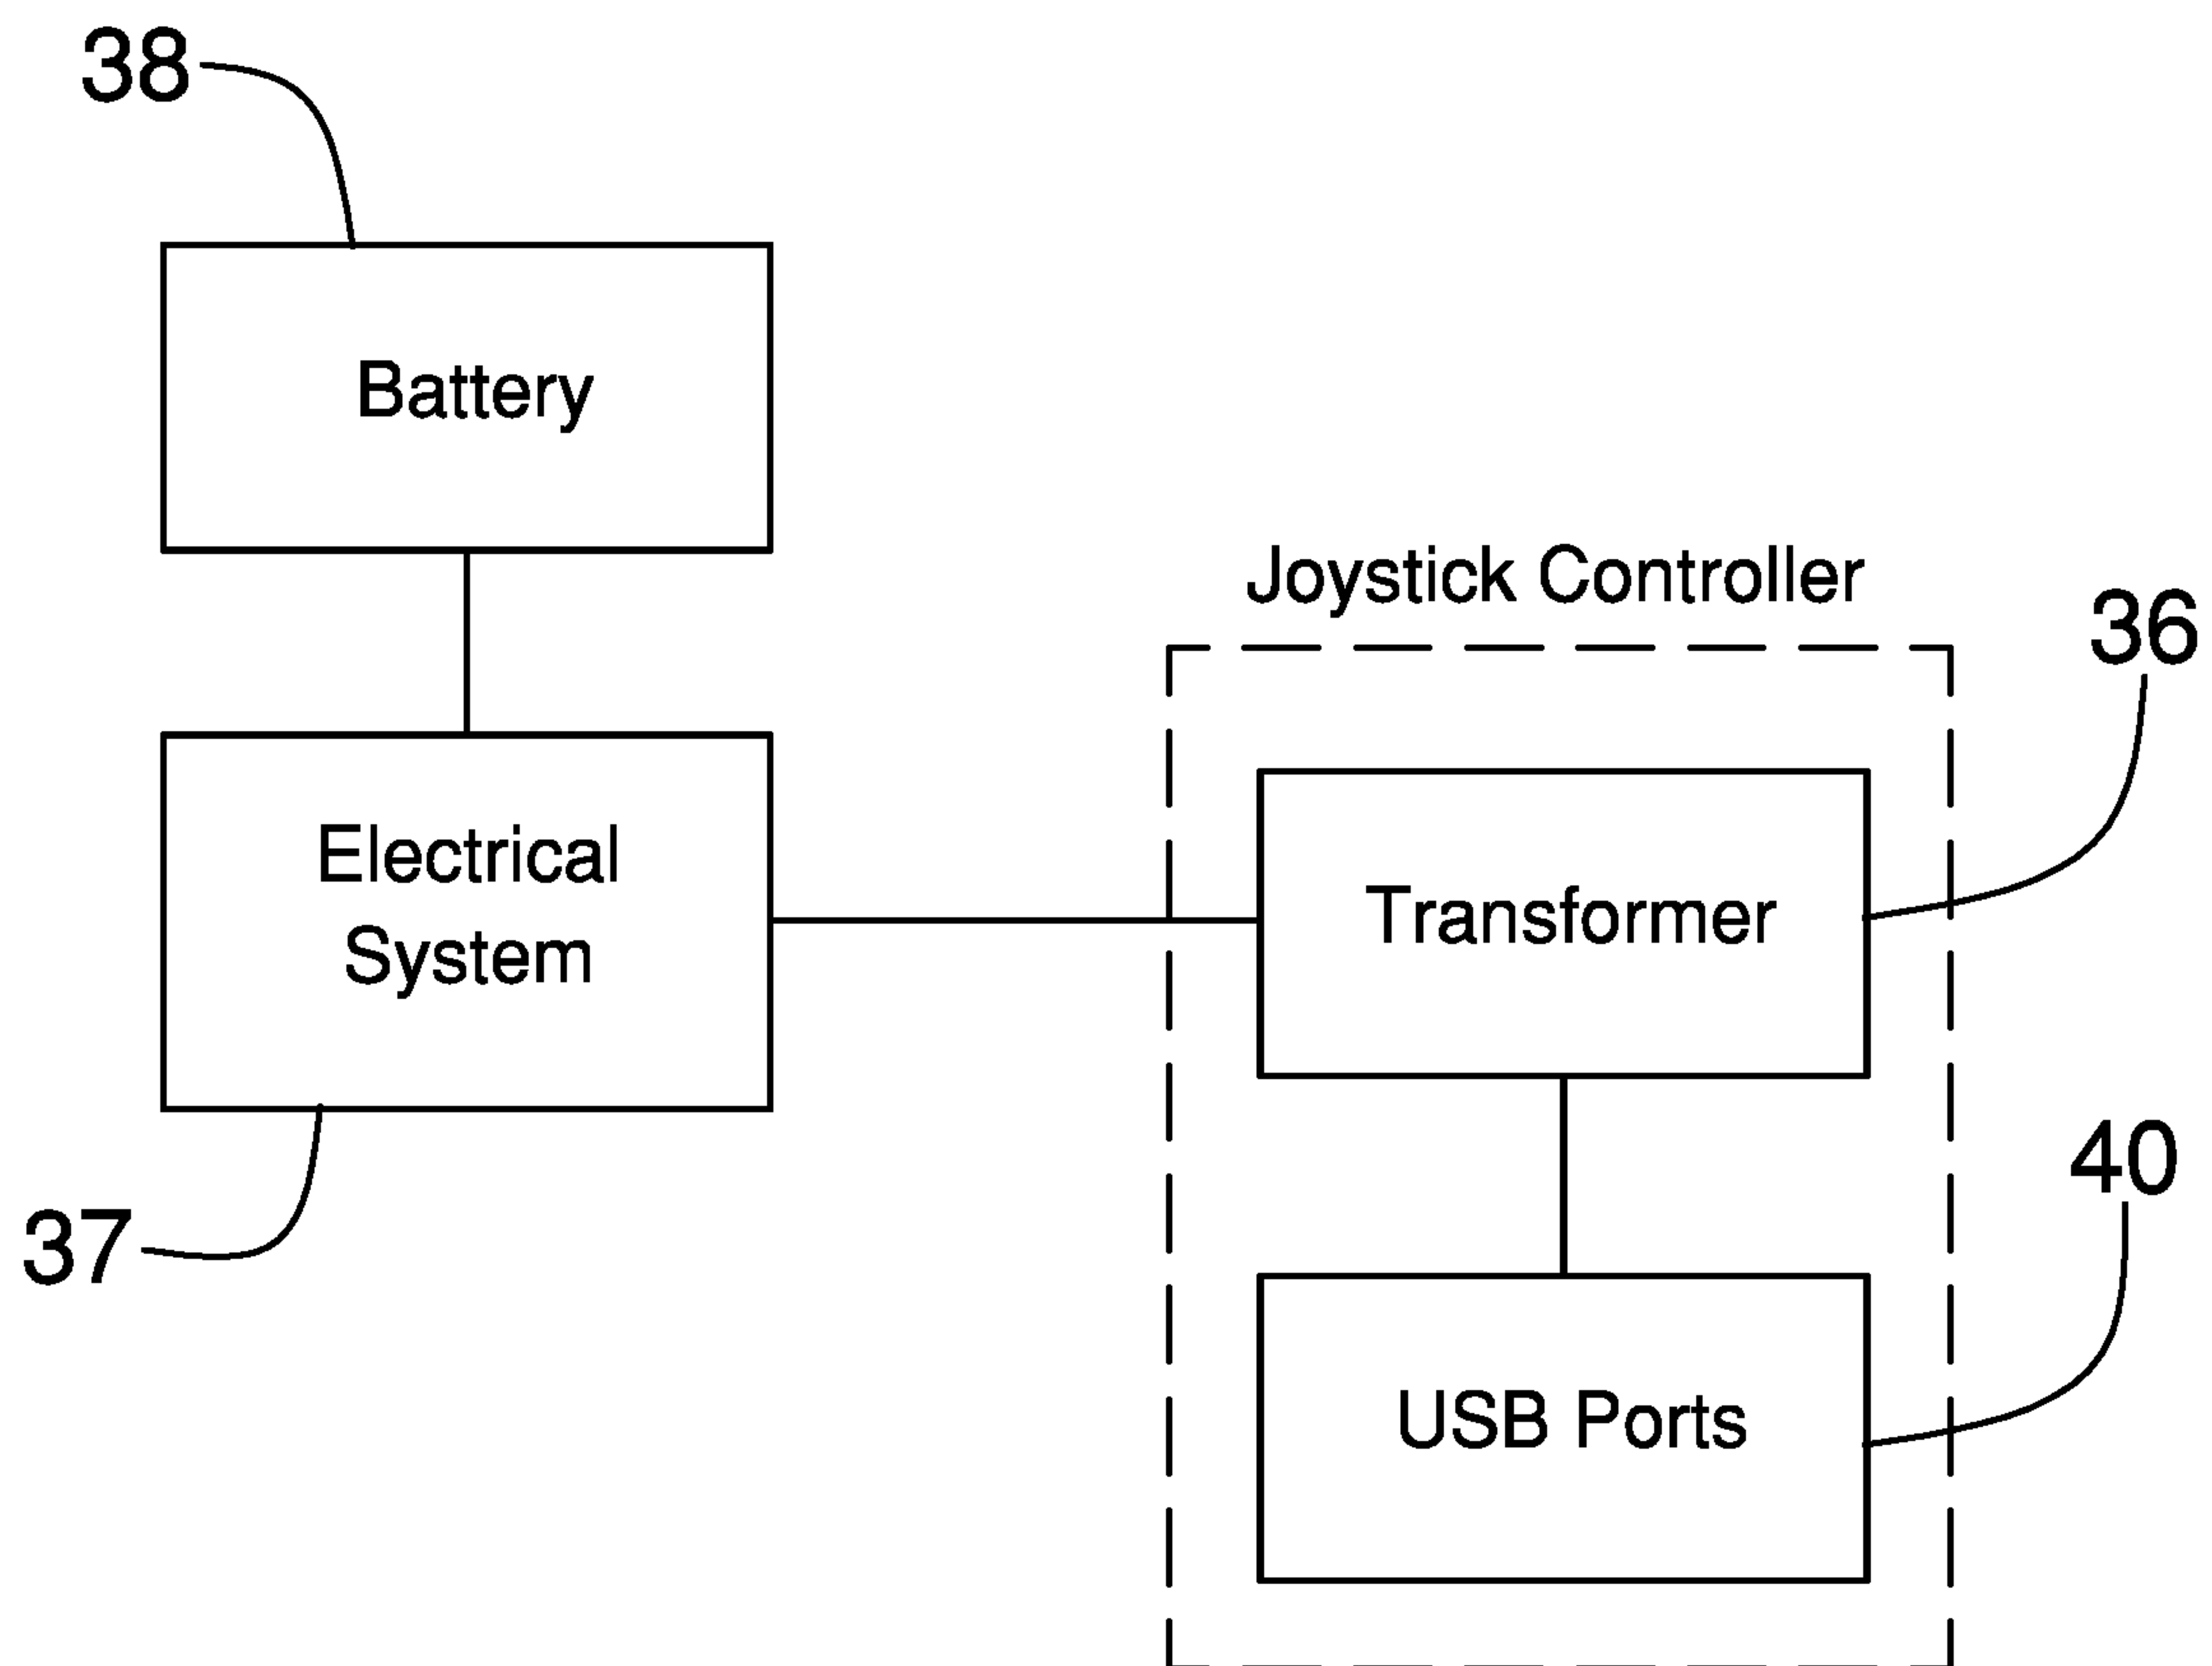 38
Battery
Joystick Controller
36
Electrical
System
Transformer
40
37
USB Ports